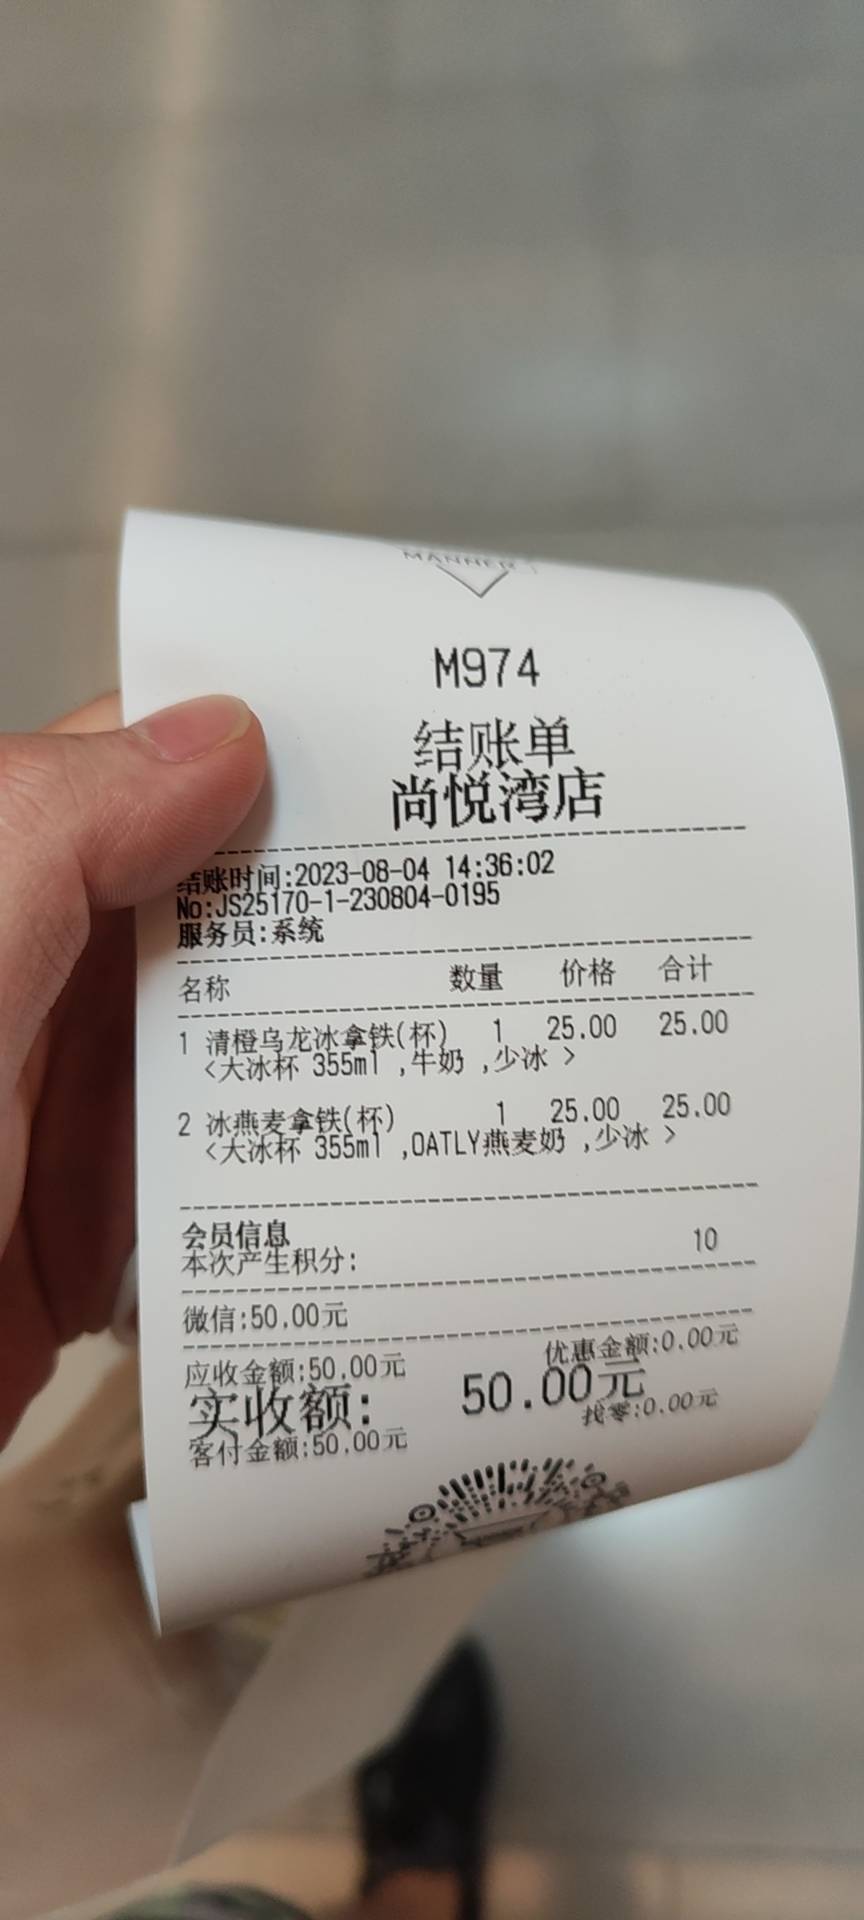 MANNER
M974
结账单
尚悦湾店
结账时间:2023-08-04 14:36:02
No:JS25170-1-230804-0195
服务员:系统
名称 数量 价格 合计
1 清橙乌龙冰拿铁(杯) 1 25.00 25.00
<大冰杯 355ml ,牛奶 ,少冰 >
2 冰燕麦拿铁(杯) 1 25.00 25.00
<大冰杯 355ml ,OATLY燕麦奶 ,少冰 >
会员信息
本次产生积分: 10
微信:50.00元
应收金额:50.00元 优惠金额:0.00元
实收额: 50.00元
客付金额:50.00元 找零:0.00元